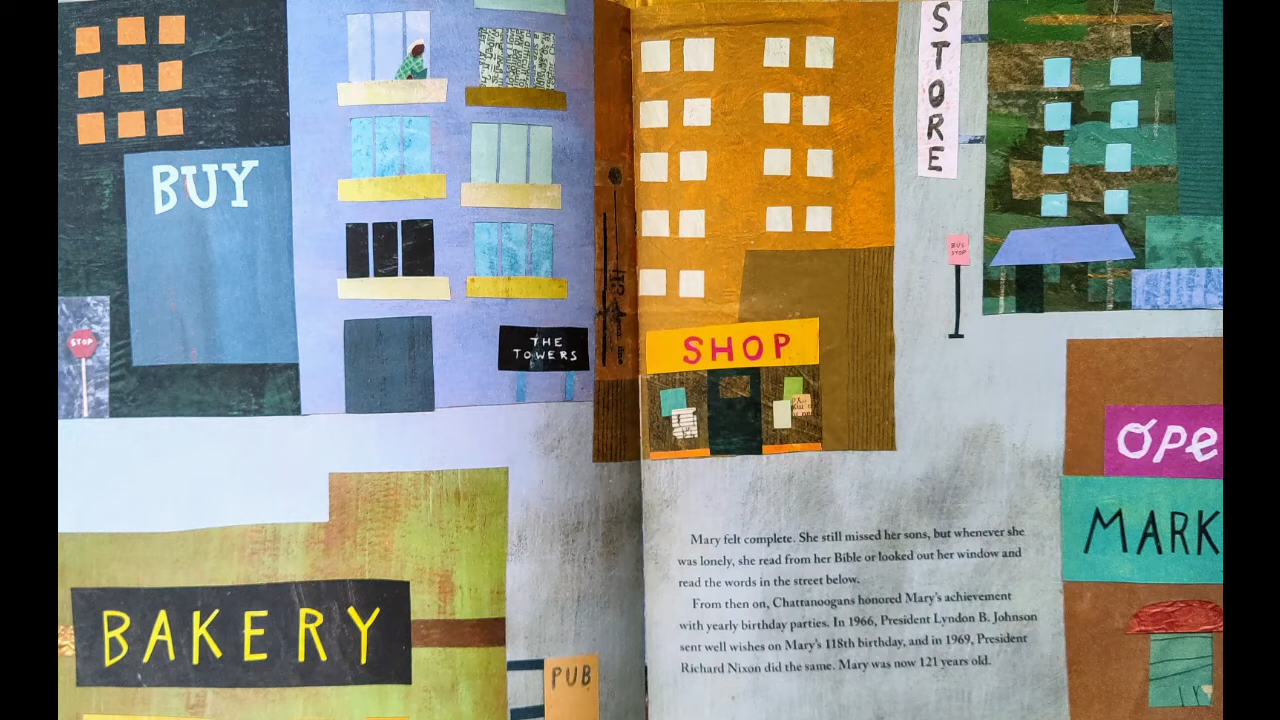 BUY
STOP
THE
TOWERS
BAKERY
PUB
STORE
BUS
STOP
SHOP
OPE
MARK
Mary felt complete. She still missed her sons, but whenever she
was lonely, she read from her Bible or looked out her window and
read the words in the street below.
From then on, Chattanoogans honored Mary's achievement
with yearly birthday parties. In 1966, President Lyndon B. Johnson
sent well wishes on Mary's 118th birthday, and in 1969, President
Richard Nixon did the same. Mary was now 121 years old.